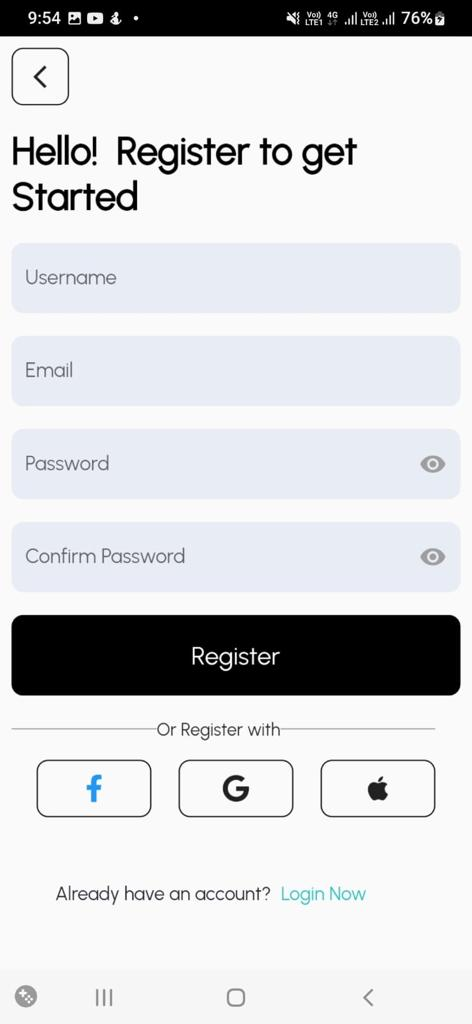 9:54 Vo)) LTE1 4G Vo)) LTE2 76%
Hello!  Register to get
Started
Username
Email
Password
Confirm Password
Register
Or Register with
f G
Already have an account? Login Now